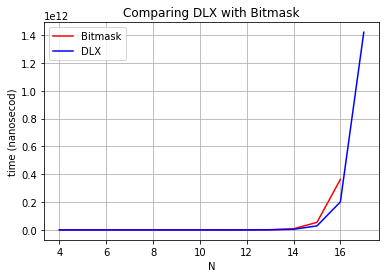 Comparing DLX with Bitmask
1e12
Bitmask
DLX
1.4
1.2
1.0
0.8
0.6
0.4
0.2
0.0
time (nanosecod)
4 6 8 10 12 14 16
N